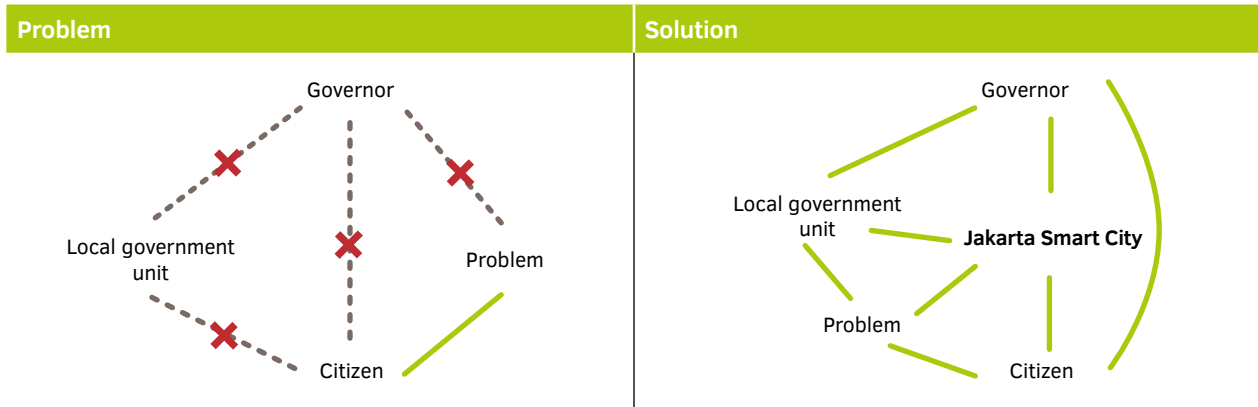 Problem
Solution
Governor
Local government
unit
Problem
Citizen
Governor
Local government
unit
Jakarta Smart City
Problem
Citizen